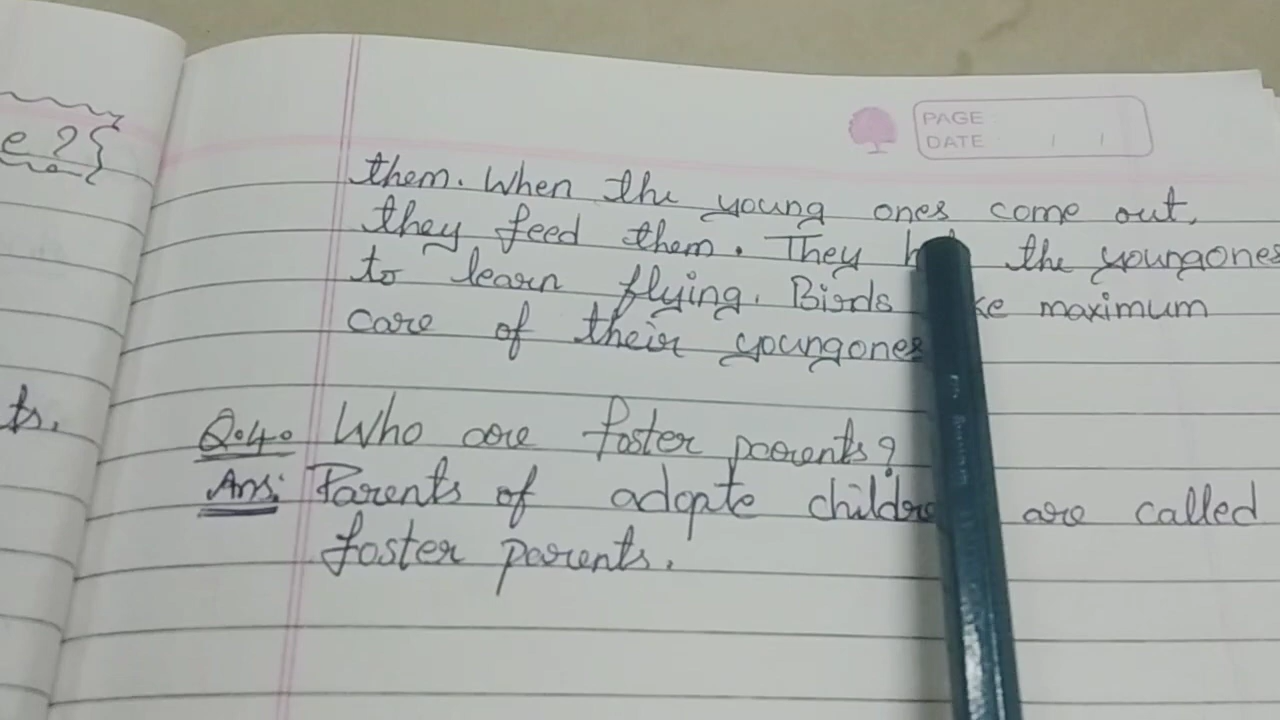 e ?}
ts.
PAGE
DATE
them. When the young ones come out,
they feed them. They the youngones
to learn flying. Birds maximum
care of their youngones
Q.4. Who are foster parents?
Ans: Parents of adopte children are called
foster parents.